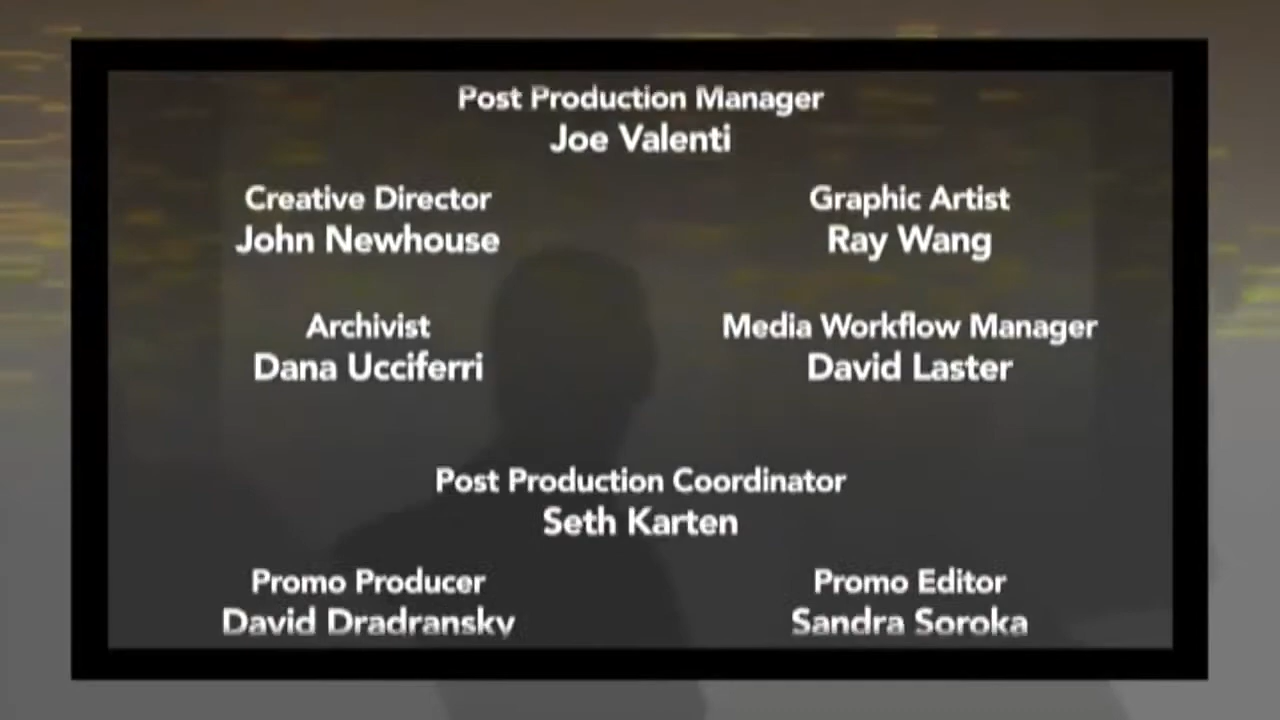 Post Production Manager
Joe Valenti
Creative Director
John Newhouse
Graphic Artist
Ray Wang
Archivist
Dana Ucciferri
Media Workflow Manager
David Laster
Post Production Coordinator
Seth Karten
Promo Producer
David Dradransky
Promo Editor
Sandra Soroka